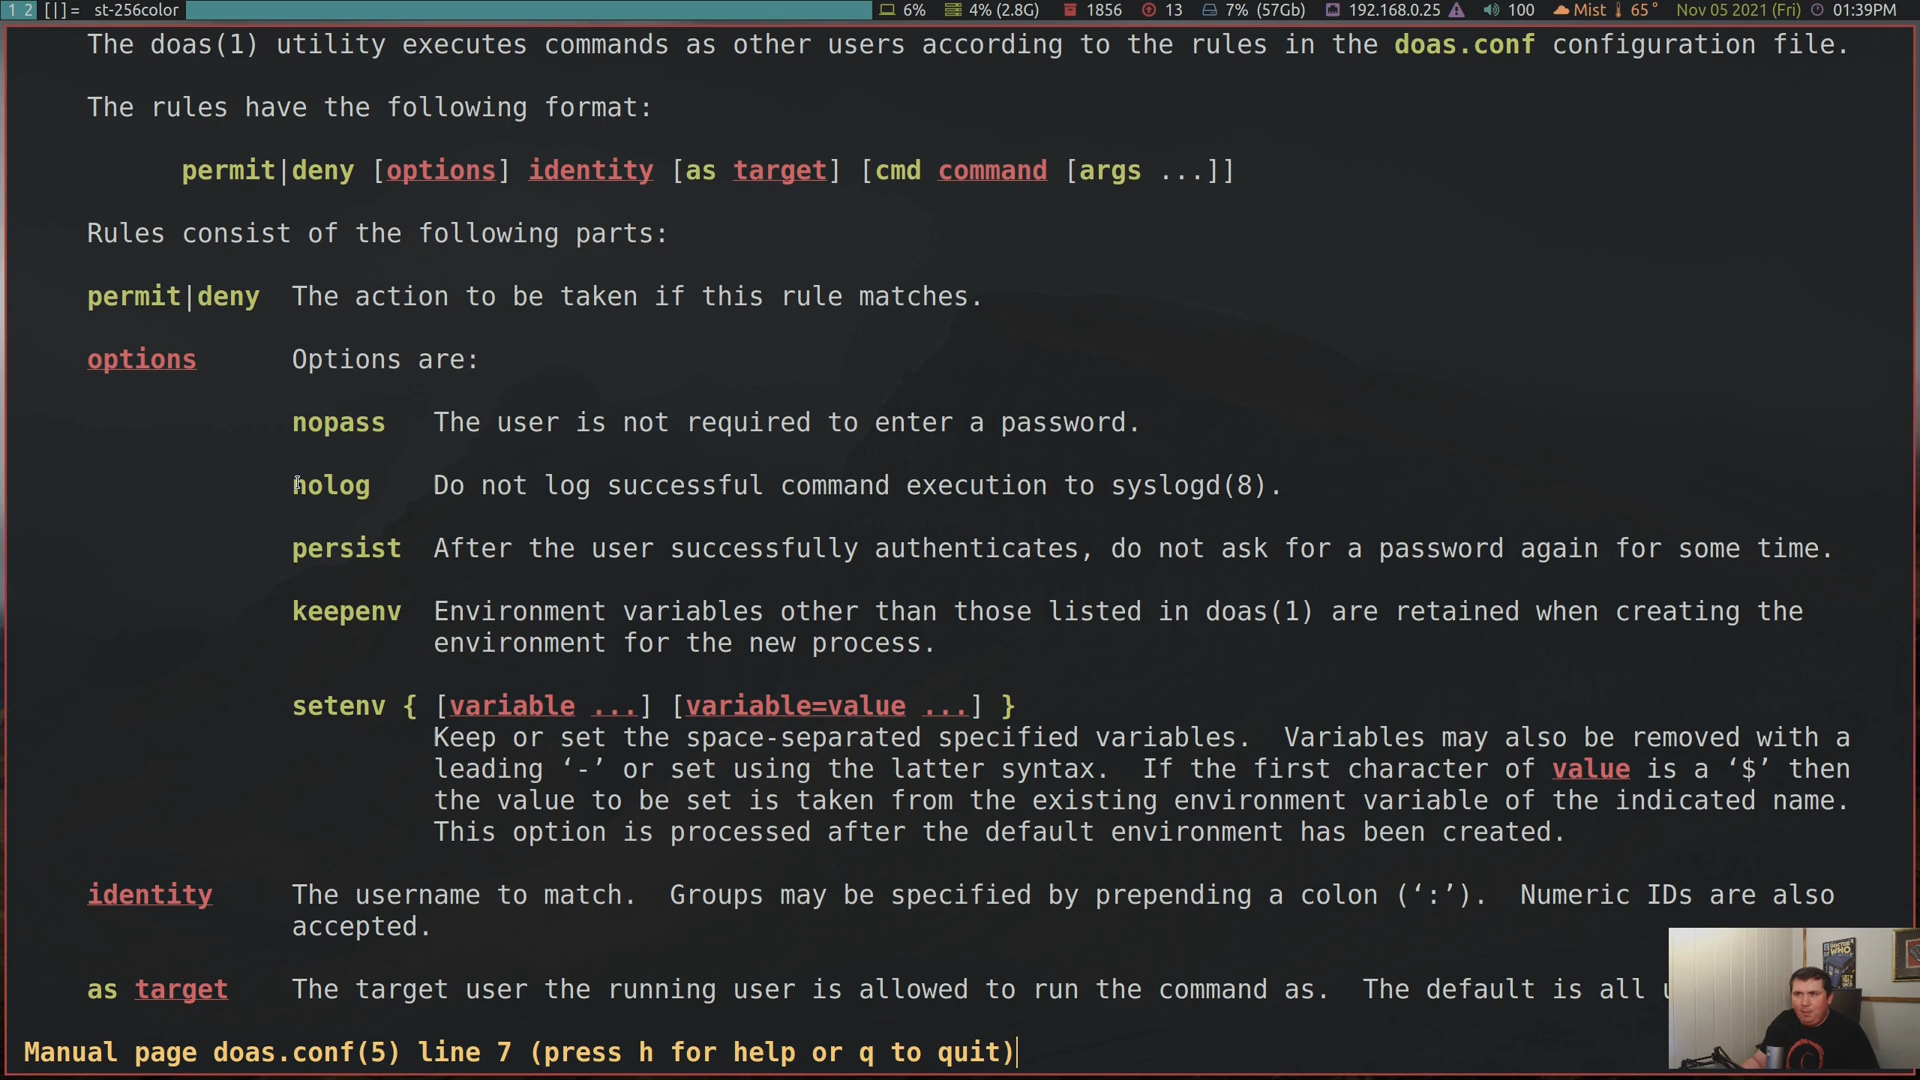 1 2 [|]= st-256color 6% 4% (2.8G) 1856 13 7% (57Gb) 192.168.0.25 100 Mist 65° Nov 05 2021 (Fri) 01:39PM
The doas(1) utility executes commands as other users according to the rules in the doas.conf configuration file.
The rules have the following format:
permit|deny [options] identity [as target] [cmd command [args ...]]
Rules consist of the following parts:
permit|deny The action to be taken if this rule matches.
options Options are:
nopass The user is not required to enter a password.
nolog Do not log successful command execution to syslogd(8).
persist After the user successfully authenticates, do not ask for a password again for some time.
keepenv Environment variables other than those listed in doas(1) are retained when creating the
environment for the new process.
setenv { [variable ...] [variable=value ...] }
Keep or set the space-separated specified variables. Variables may also be removed with a
leading ‘-’ or set using the latter syntax. If the first character of value is a ‘$’ then
the value to be set is taken from the existing environment variable of the indicated name.
This option is processed after the default environment has been created.
identity The username to match. Groups may be specified by prepending a colon (‘:’). Numeric IDs are also
accepted.
as target The target user the running user is allowed to run the command as. The default is all
DOCTOR WHO
Manual page doas.conf(5) line 7 (press h for help or q to quit)